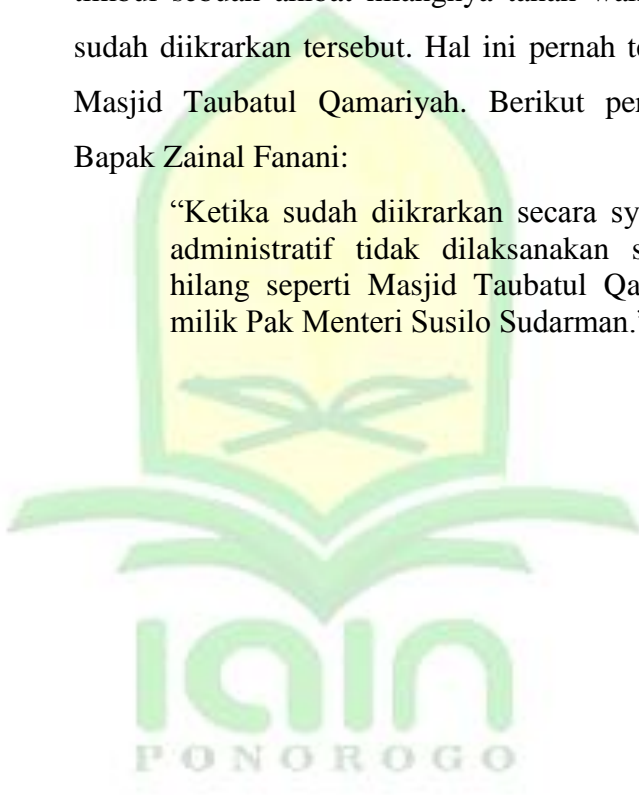 sudah diikrarkan tersebut. Hal ini pernah
Masjid Taubatul Qamariyah. Berikut
Bapak Zainal Fanani:
“Ketika sudah diikrarkan secara
administratif tidak dilaksanakan
hilang seperti Masjid Taubatul
milik Pak Menteri Susilo Sudarman.
IAIN
PONOROGO